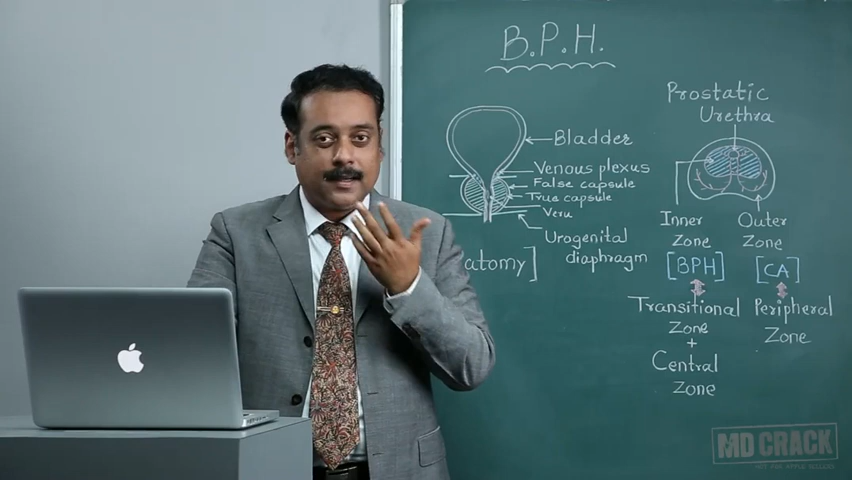 B.P.H.
Bladder
Venous plexus
False capsule
True capsule
Veru
Urogenital
diaphragm
atomy]
Prostatic
Urethra
Inner
Zone
[BPH]
Transitional
Zone
+
Central
Zone
Outer
Zone
[CA]
Peripheral
Zone
MD CRACK